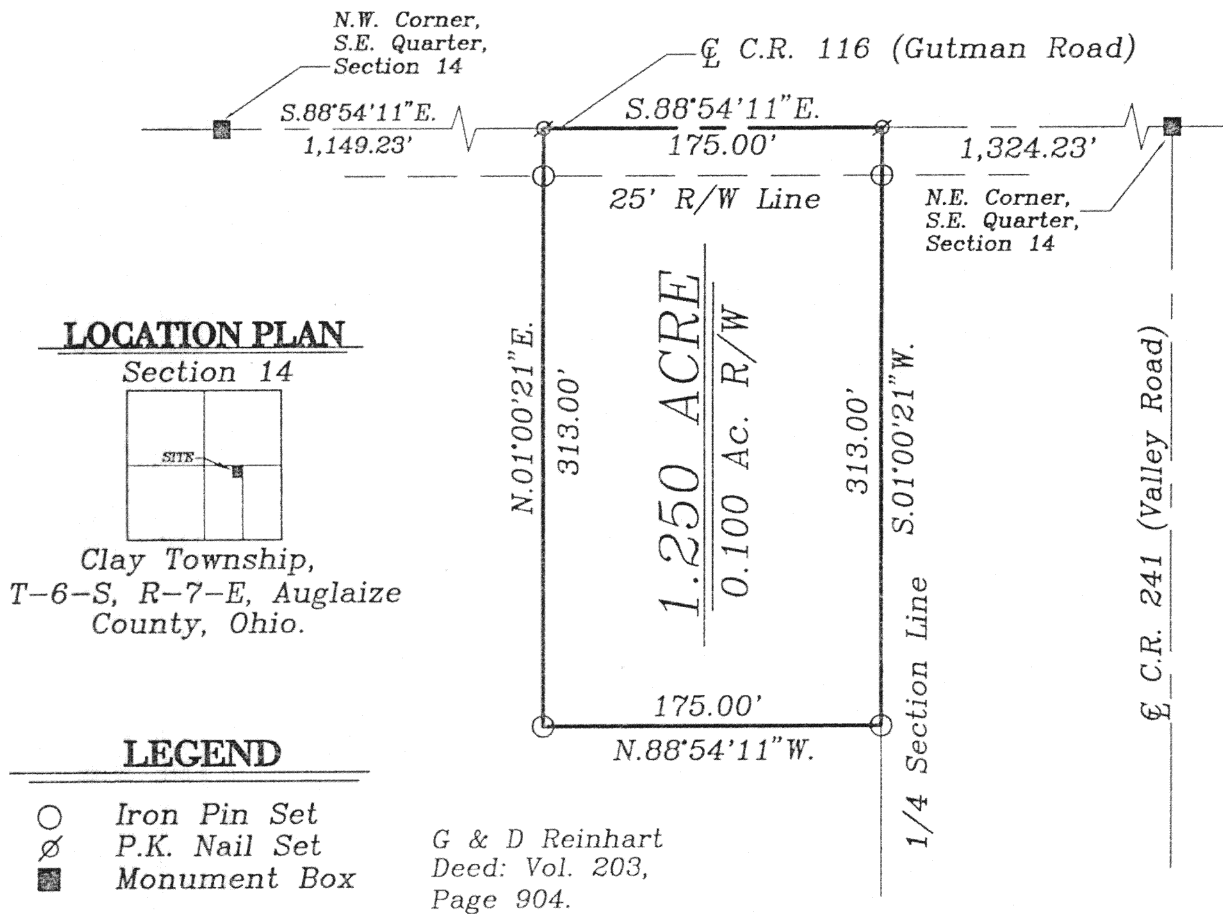 N.W. Corner,
S.E. Quarter,
Section 14
℄ C.R. 116 (Gutman Road)
S.88°54'11"E.
1,149.23'
S.88°54'11"E.
175.00'
1,324.23'
25' R/W Line
N.E. Corner,
S.E. Quarter,
Section 14
N.01°00'21"E.
313.00'
1.250 ACRE
0.100 Ac. R/W
313.00'
S.01°00'21"W.
1/4 Section Line
℄ C.R. 241 (Valley Road)
175.00'
N.88°54'11"W.
LOCATION PLAN
Section 14
SITE
Clay Township,
T-6-S, R-7-E, Auglaize
County, Ohio.
LEGEND
Iron Pin Set
P.K. Nail Set
Monument Box
G & D Reinhart
Deed: Vol. 203,
Page 904.